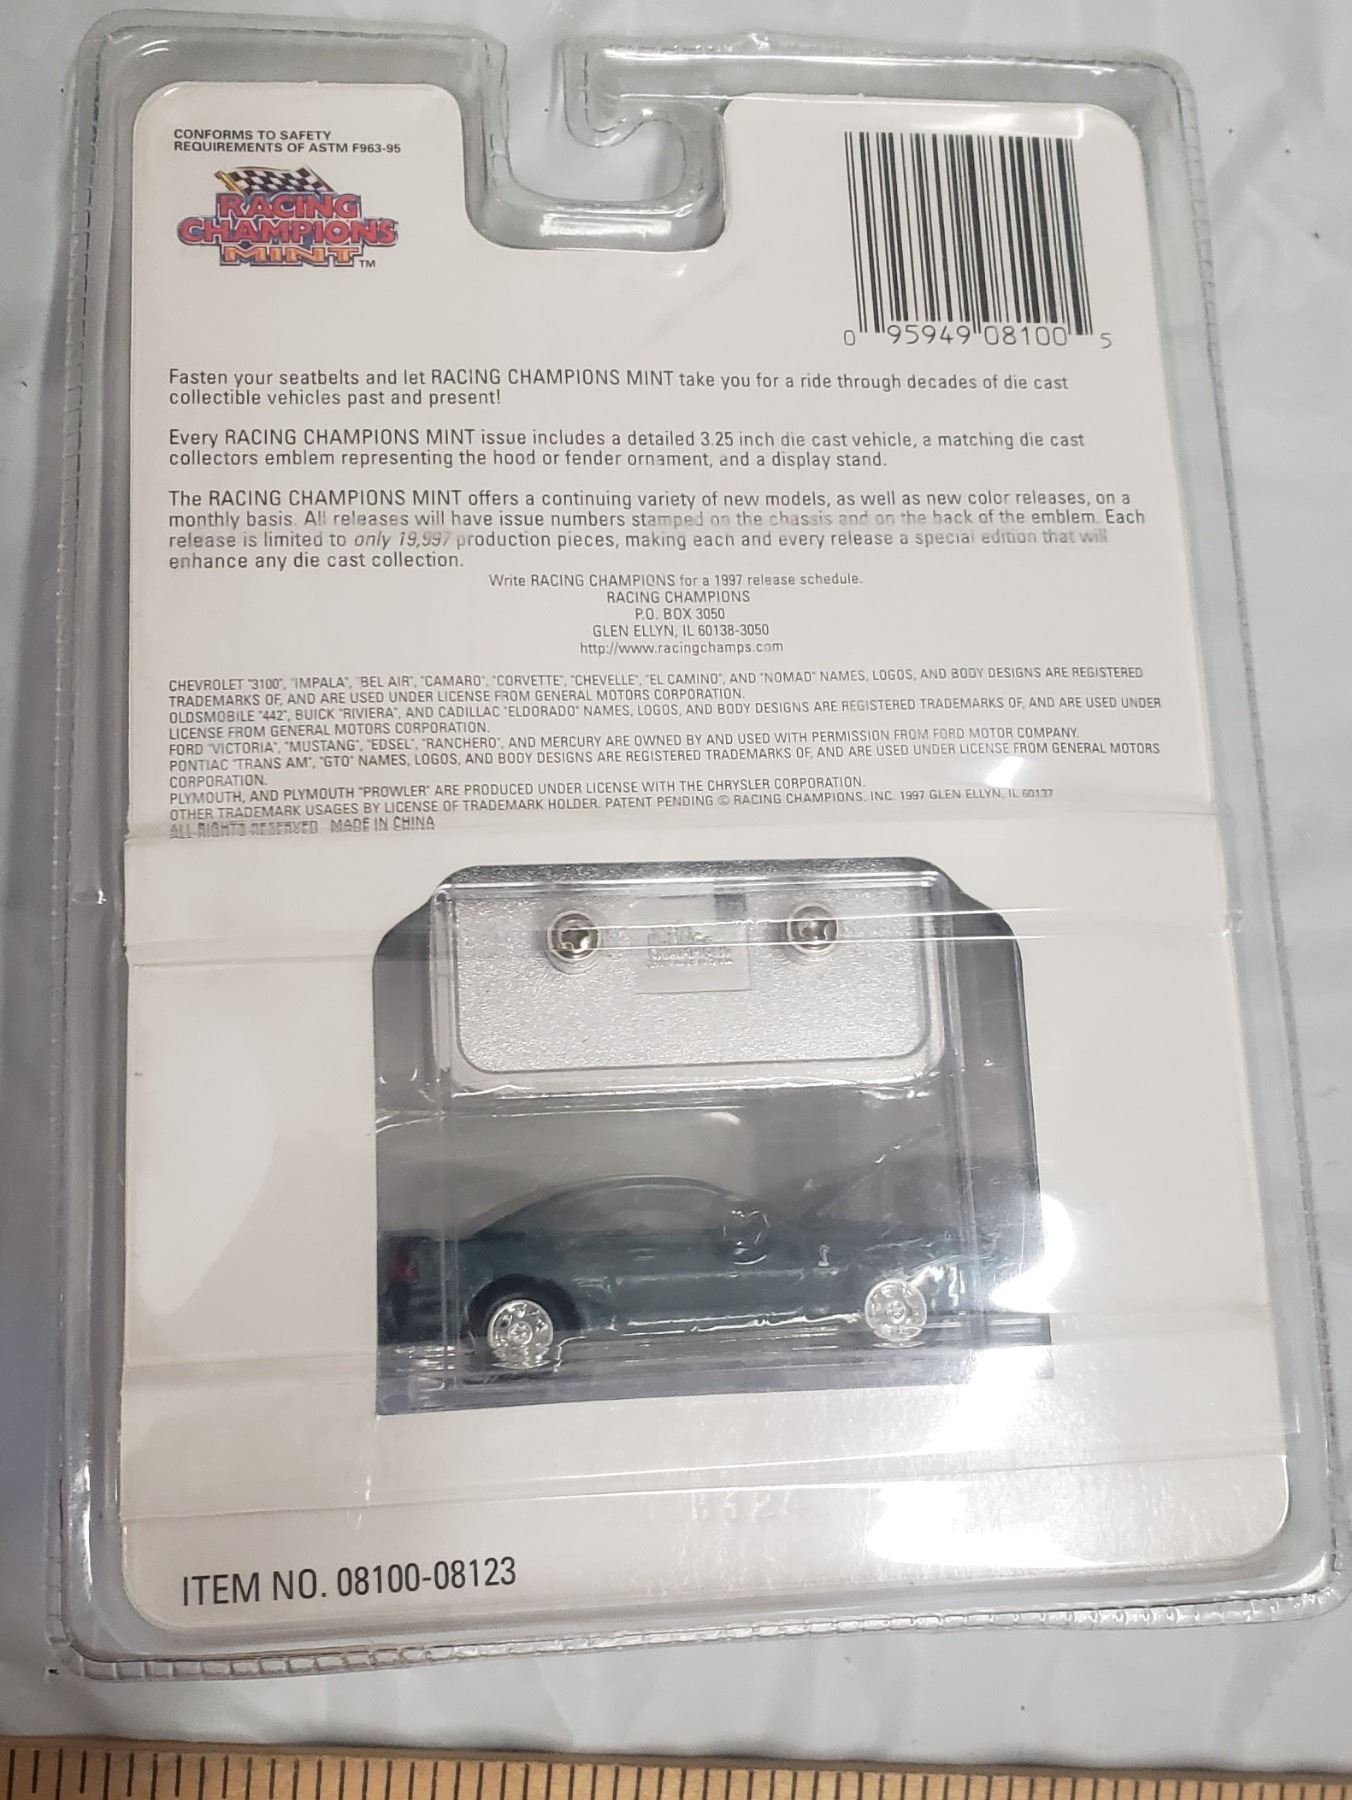 CONFORMS TO SAFETY
REQUIREMENTS OF ASTM F963-95
RACING
CHAMPIONS
MINT™
0 95949 08100 5
Fasten your seatbelts and let RACING CHAMPIONS MINT take you for a ride through decades of die cast
collectible vehicles past and present!
Every RACING CHAMPIONS MINT issue includes a detailed 3.25 inch die cast vehicle, a matching die cast
collectors emblem representing the hood or fender ornament, and a display stand.
The RACING CHAMPIONS MINT offers a continuing variety of new models, as well as new color releases, on a
monthly basis. All releases will have issue numbers stamped on the chassis and on the back of the emblem. Each
release is limited to only 19,997 production pieces, making each and every release a special edition that will
enhance any die cast collection.
Write RACING CHAMPIONS for a 1997 release schedule.
RACING CHAMPIONS
P.O. BOX 3050
GLEN ELLYN, IL 60138-3050
http://www.racingchamps.com
CHEVROLET "3100", "IMPALA", "BEL AIR", "CAMARO", "CORVETTE", "CHEVELLE", "EL CAMINO", AND "NOMAD" NAMES, LOGOS, AND BODY DESIGNS ARE REGISTERED
TRADEMARKS OF, AND ARE USED UNDER LICENSE FROM GENERAL MOTORS CORPORATION.
OLDSMOBILE "442", BUICK "RIVIERA", AND CADILLAC "ELDORADO" NAMES, LOGOS, AND BODY DESIGNS ARE REGISTERED TRADEMARKS OF, AND ARE USED UNDER
LICENSE FROM GENERAL MOTORS CORPORATION.
FORD "VICTORIA", "MUSTANG", "EDSEL", "RANCHERO", AND MERCURY ARE OWNED BY AND USED WITH PERMISSION FROM FORD MOTOR COMPANY.
PONTIAC "TRANS AM", "GTO" NAMES, LOGOS, AND BODY DESIGNS ARE REGISTERED TRADEMARKS OF, AND ARE USED UNDER LICENSE FROM GENERAL MOTORS
CORPORATION.
PLYMOUTH, AND PLYMOUTH "PROWLER" ARE PRODUCED UNDER LICENSE WITH THE CHRYSLER CORPORATION.
OTHER TRADEMARK USAGES BY LICENSE OF TRADEMARK HOLDER. PATENT PENDING © RACING CHAMPIONS, INC. 1997 GLEN ELLYN, IL 60137
ALL RIGHTS RESERVED. MADE IN CHINA
ITEM NO. 08100-08123